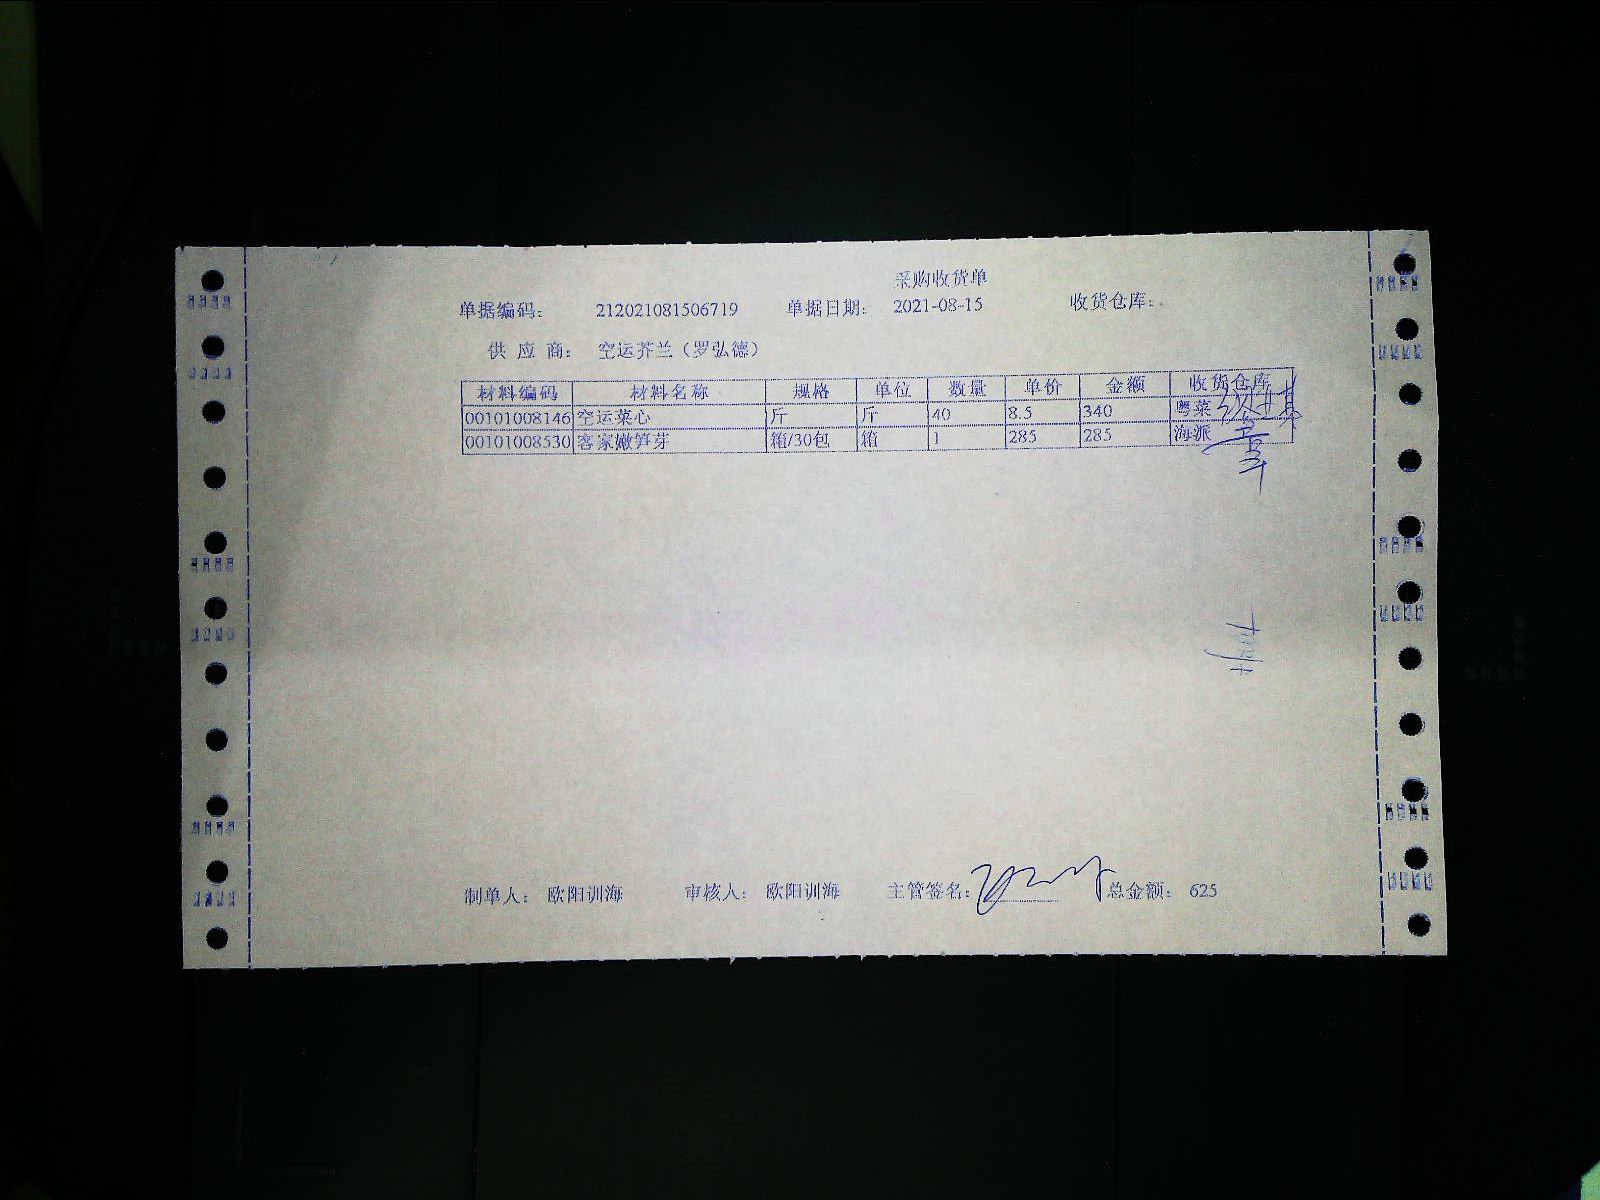 采购收货单
单据编码: 212021081506719 单据日期: 2021-08-15 收货仓库:
供 应 商: 空运芥兰（罗弘德）
材料编码 材料名称 规格 单位 数量 单价 金额 收货仓库
00101008146 空运菜心 斤 斤 40 8.5 340 粤菜
00101008530 客家嫩笋芽 箱/30包 箱 1 285 285 海派
制单人: 欧阳训海 审核人: 欧阳训海 主管签名: 总金额: 625